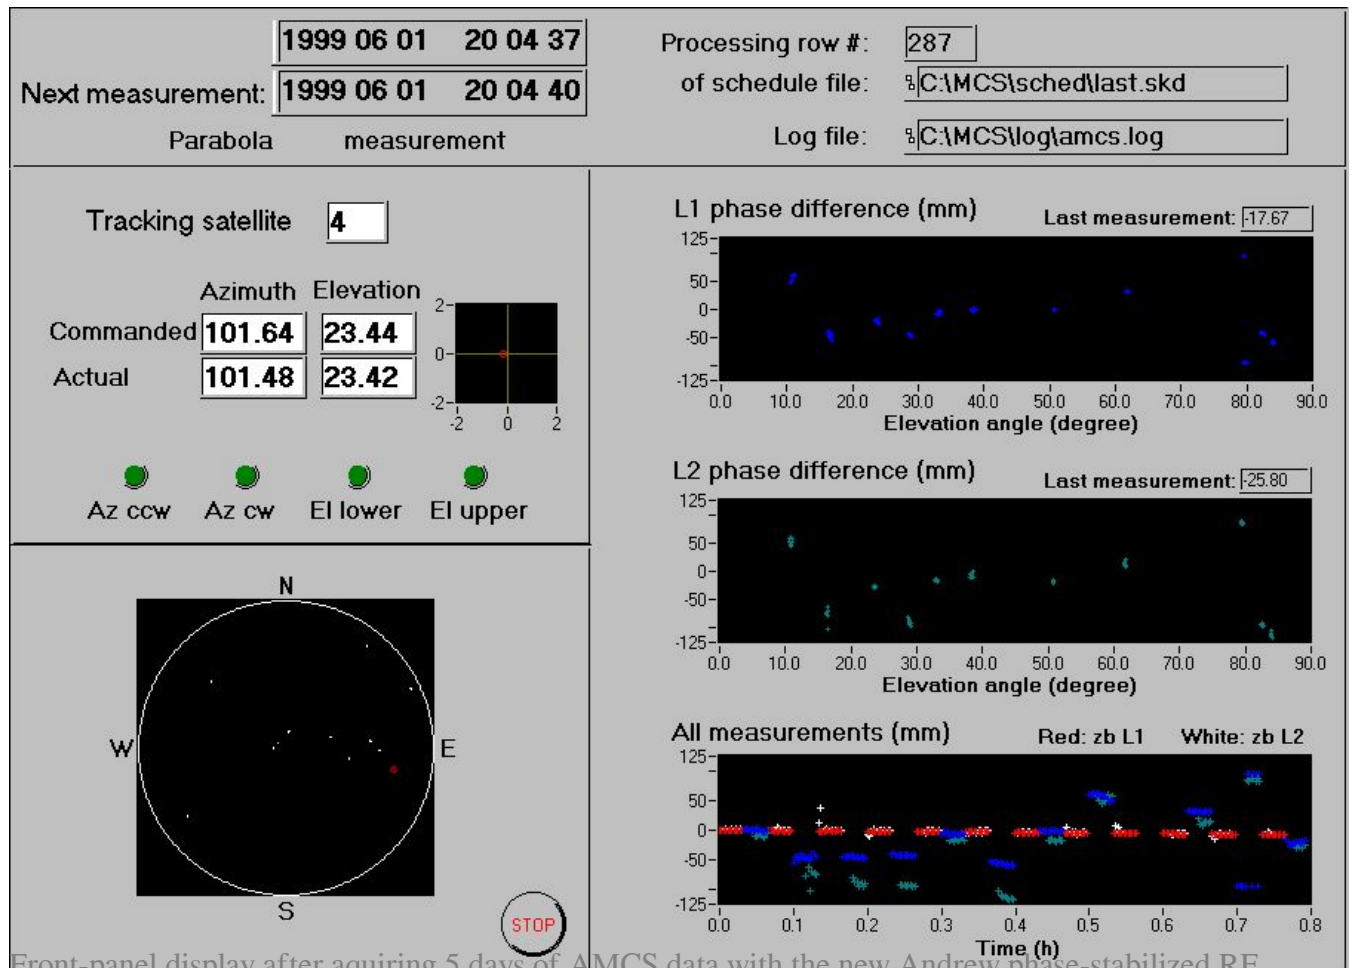 1999 06 01 20 04 37
Next measurement: 1999 06 01 20 04 40
Parabola measurement
Processing row #: 287
of schedule file: C:\MCS\sched\last.skd
Log file: C:\MCS\log\amcs.log
Tracking satellite 4
Azimuth Elevation
Commanded 101.64 23.44
Actual 101.48 23.42
2
0
-2
-2 0 2
Az ccw Az cw El lower El upper
N
W E
S
STOP
L1 phase difference (mm) Last measurement: -17.67
125
50
0
-50
-125
0.0 10.0 20.0 30.0 40.0 50.0 60.0 70.0 80.0 90.0
Elevation angle (degree)
L2 phase difference (mm) Last measurement: -25.80
125
50
0
-50
-125
0.0 10.0 20.0 30.0 40.0 50.0 60.0 70.0 80.0 90.0
Elevation angle (degree)
All measurements (mm) Red: zb L1 White: zb L2
125
50
0
-50
-125
0.0 0.1 0.2 0.3 0.4 0.5 0.6 0.7 0.8
Time (h)
Front-panel display after aquiring 5 days of AMCS data with the new Andrew phase-stabilized RF